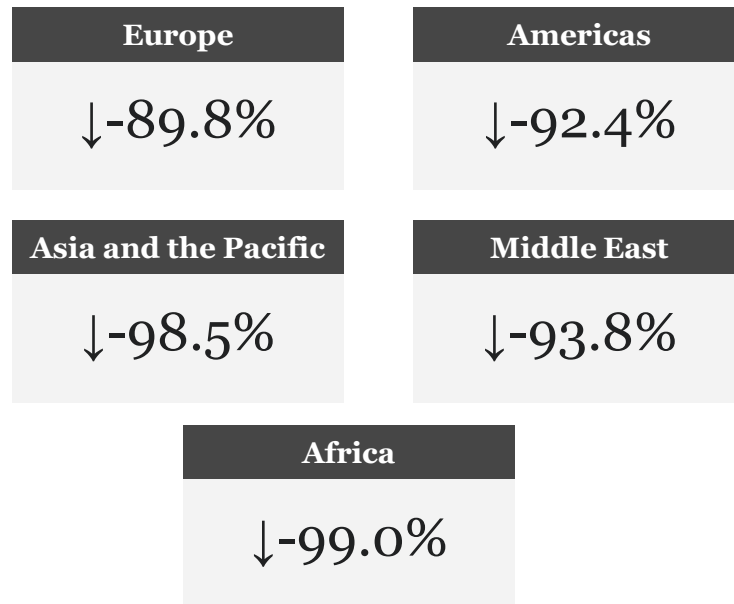 Europe
↓-89.8%
Americas
↓-92.4%
Asia and the Pacific
↓-98.5%
Middle East
↓-93.8%
Africa
↓-99.0%